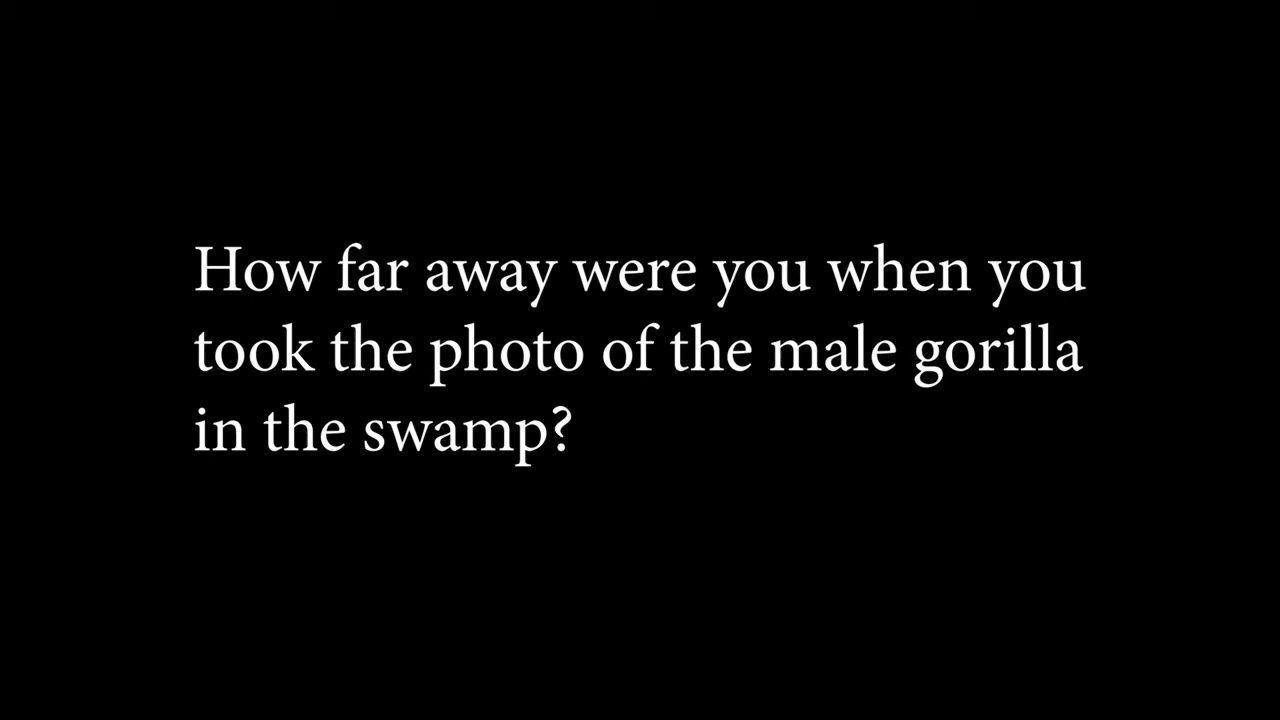 How far away were you when you
took the photo of the male gorilla
in the swamp?